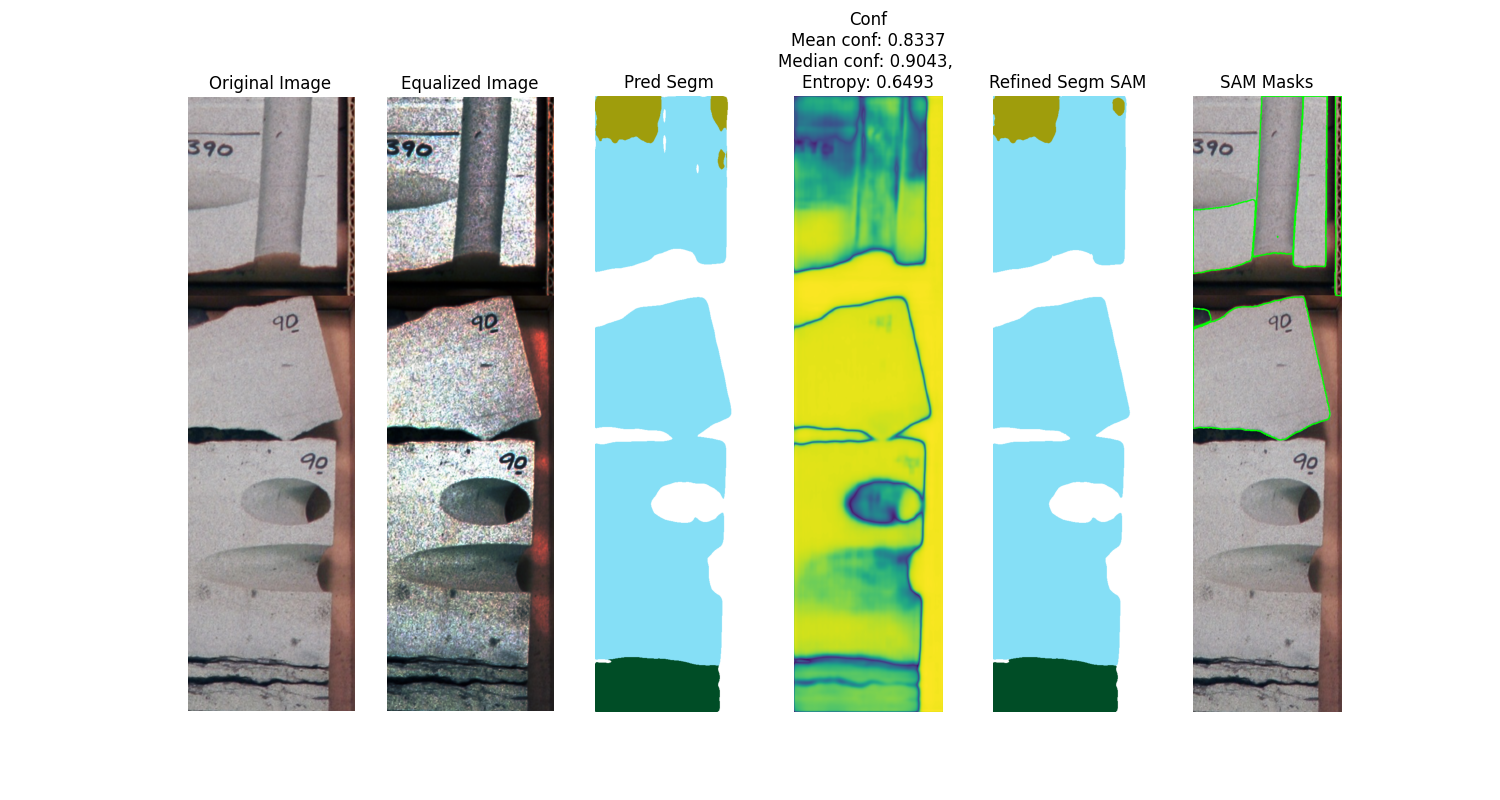 Conf
Mean conf: 0.8337
Median conf: 0.9043,
Entropy: 0.6493
Original Image
Equalized Image
Pred Segm
Refined Segm SAM
SAM Masks
390
390
390
90
90
90
90
90
90